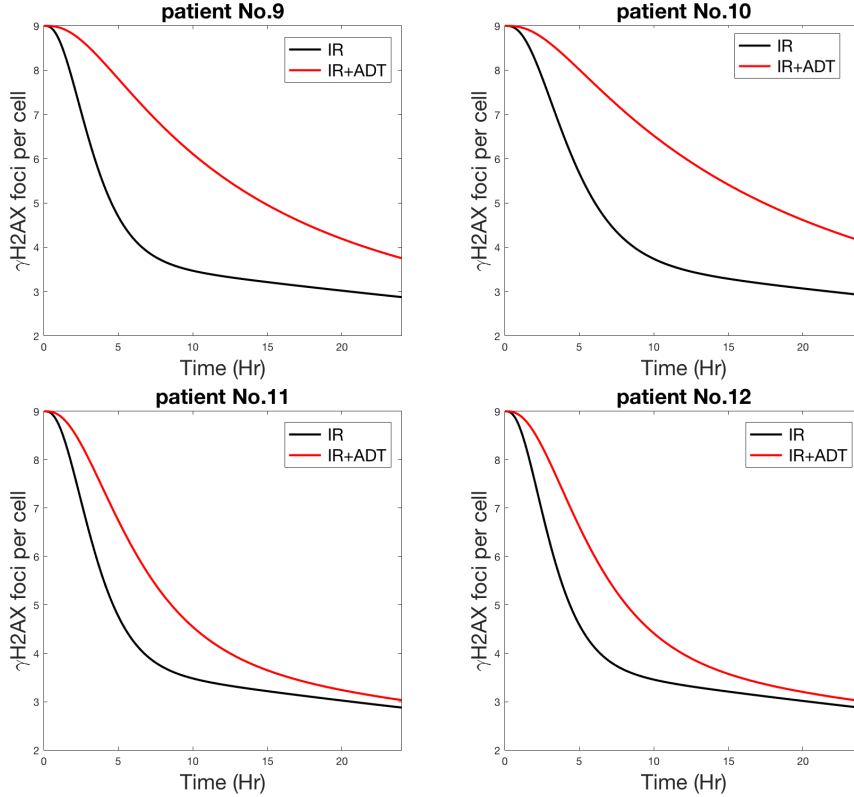 patient No.9
γH2AX foci per cell
9
8
7
6
5
4
3
2
0
5
10
15
20
Time (Hr)
IR
IR+ADT
patient No.10
γH2AX foci per cell
9
8
7
6
5
4
3
2
0
5
10
15
20
Time (Hr)
IR
IR+ADT
patient No.11
γH2AX foci per cell
9
8
7
6
5
4
3
2
0
5
10
15
20
Time (Hr)
IR
IR+ADT
patient No.12
γH2AX foci per cell
9
8
7
6
5
4
3
2
0
5
10
15
20
Time (Hr)
IR
IR+ADT